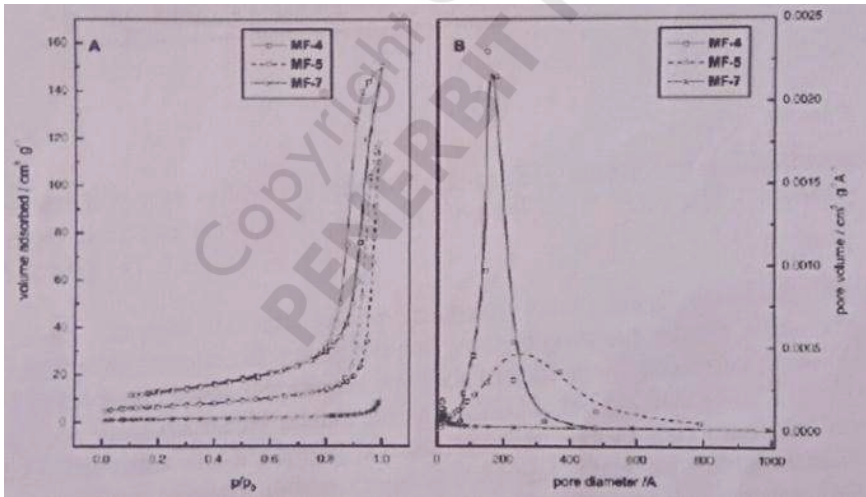 A
MF-4
MF-5
MF-7
160
140
120
100
80
60
40
20
0
volume adsorbed / cm³ g⁻¹
0.0 0.2 0.4 0.6 0.8 1.0
p/p₀
B
MF-4
MF-5
MF-7
0.0025
0.0020
0.0015
0.0010
0.0005
0.0000
pore volume / cm³ g⁻¹A⁻¹
0 200 400 600 800 1000
pore diameter /A
Copyright
PENERBIT